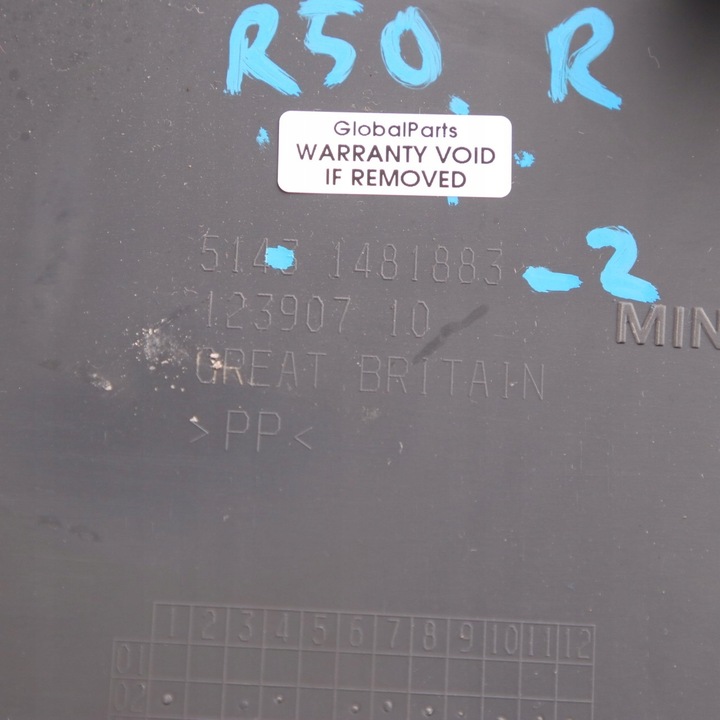 R50 R
GlobalParts
WARRANTY VOID
IF REMOVED
5143 1481883
-2
123907 10
MIN
GREAT BRITAIN
>PP<
1 2 3 4 5 6 7 8 9 10 11 12
01
02